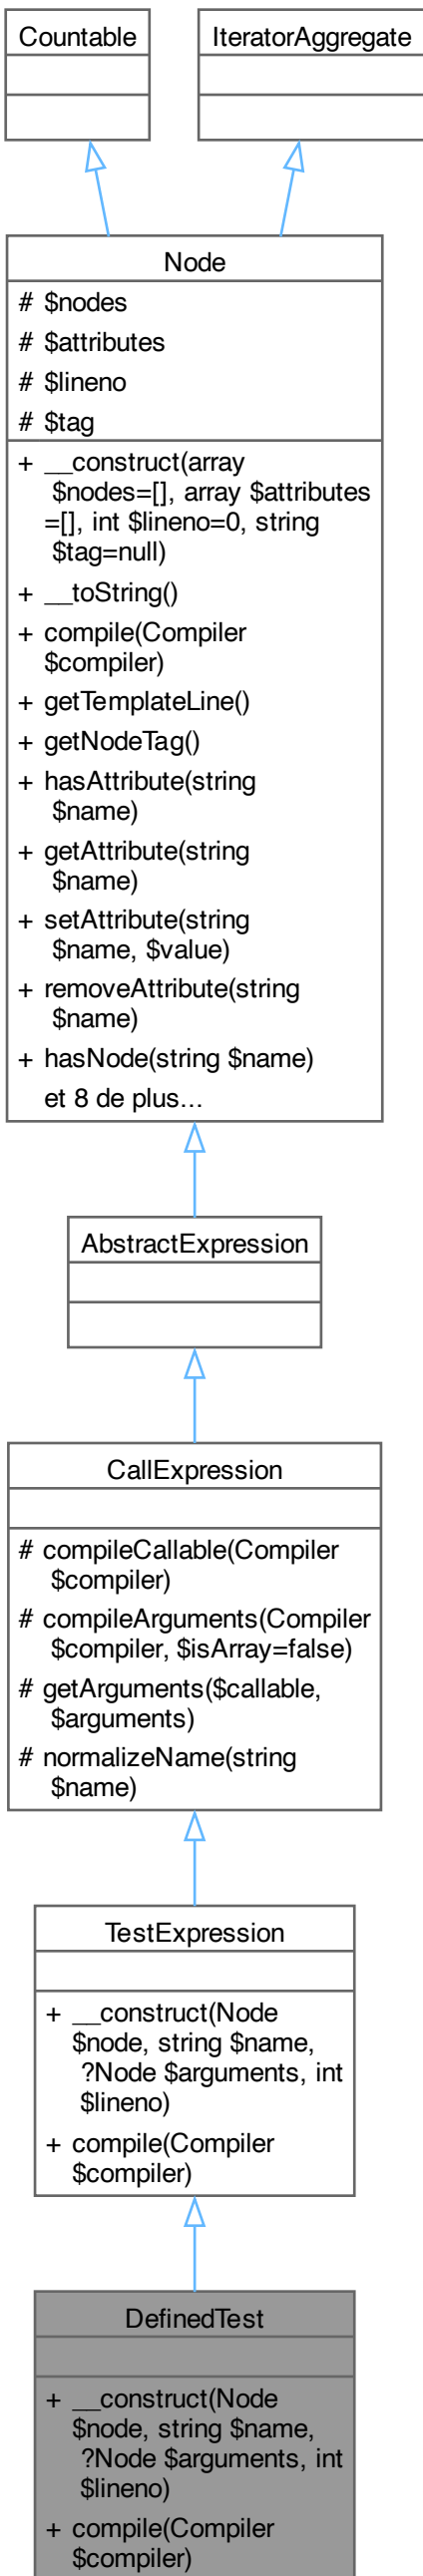 Countable
IteratorAggregate
Node
# $nodes
# $attributes
# $lineno
# $tag
+ __construct(array
$nodes=[], array $attributes
=[], int $lineno=0, string
$tag=null)
+ __toString()
+ compile(Compiler
$compiler)
+ getTemplateLine()
+ getNodeTag()
+ hasAttribute(string
$name)
+ getAttribute(string
$name)
+ setAttribute(string
$name, $value)
+ removeAttribute(string
$name)
+ hasNode(string $name)
et 8 de plus...
AbstractExpression
CallExpression
# compileCallable(Compiler
$compiler)
# compileArguments(Compiler
$compiler, $isArray=false)
# getArguments($callable,
$arguments)
# normalizeName(string
$name)
TestExpression
+ __construct(Node
$node, string $name,
?Node $arguments, int
$lineno)
+ compile(Compiler
$compiler)
DefinedTest
+ __construct(Node
$node, string $name,
?Node $arguments, int
$lineno)
+ compile(Compiler
$compiler)